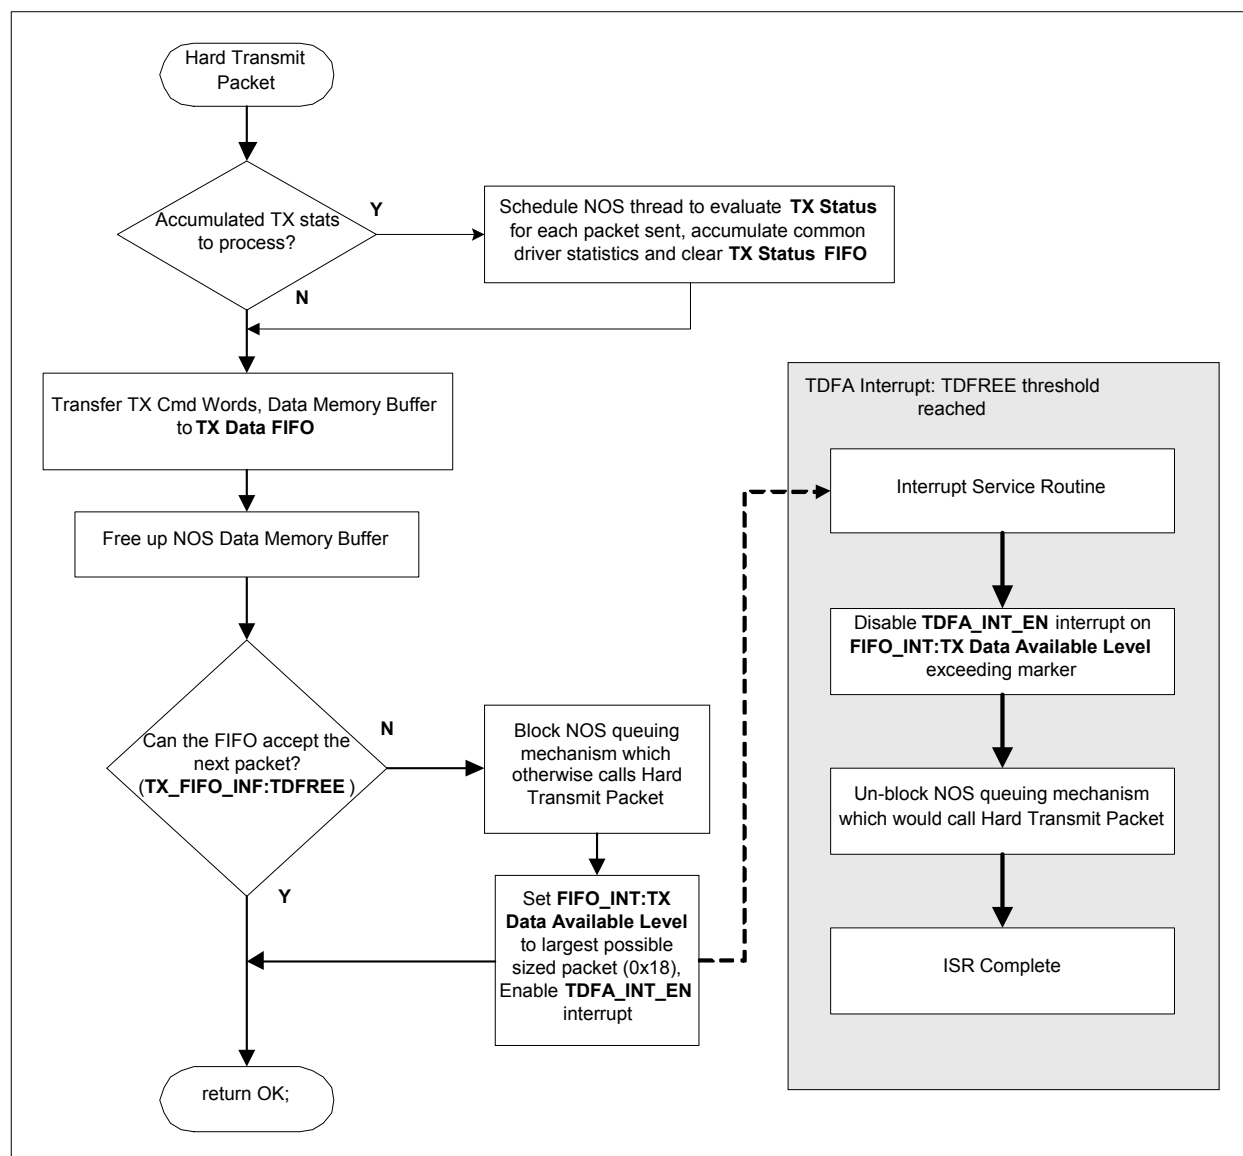 Hard Transmit
Packet
Accumulated TX stats
to process?
Y
N
Schedule NOS thread to evaluate TX Status
for each packet sent, accumulate common
driver statistics and clear TX Status FIFO
Transfer TX Cmd Words, Data Memory Buffer
to TX Data FIFO
Free up NOS Data Memory Buffer
Can the FIFO accept the
next packet?
(TX_FIFO_INF:TDFREE )
N
Y
Block NOS queuing
mechanism which
otherwise calls Hard
Transmit Packet
Set FIFO_INT:TX
Data Available Level
to largest possible
sized packet (0x18),
Enable TDFA_INT_EN
interrupt
return OK;
TDFA Interrupt: TDFREE threshold
reached
Interrupt Service Routine
Disable TDFA_INT_EN interrupt on
FIFO_INT:TX Data Available Level
exceeding marker
Un-block NOS queuing mechanism
which would call Hard Transmit Packet
ISR Complete